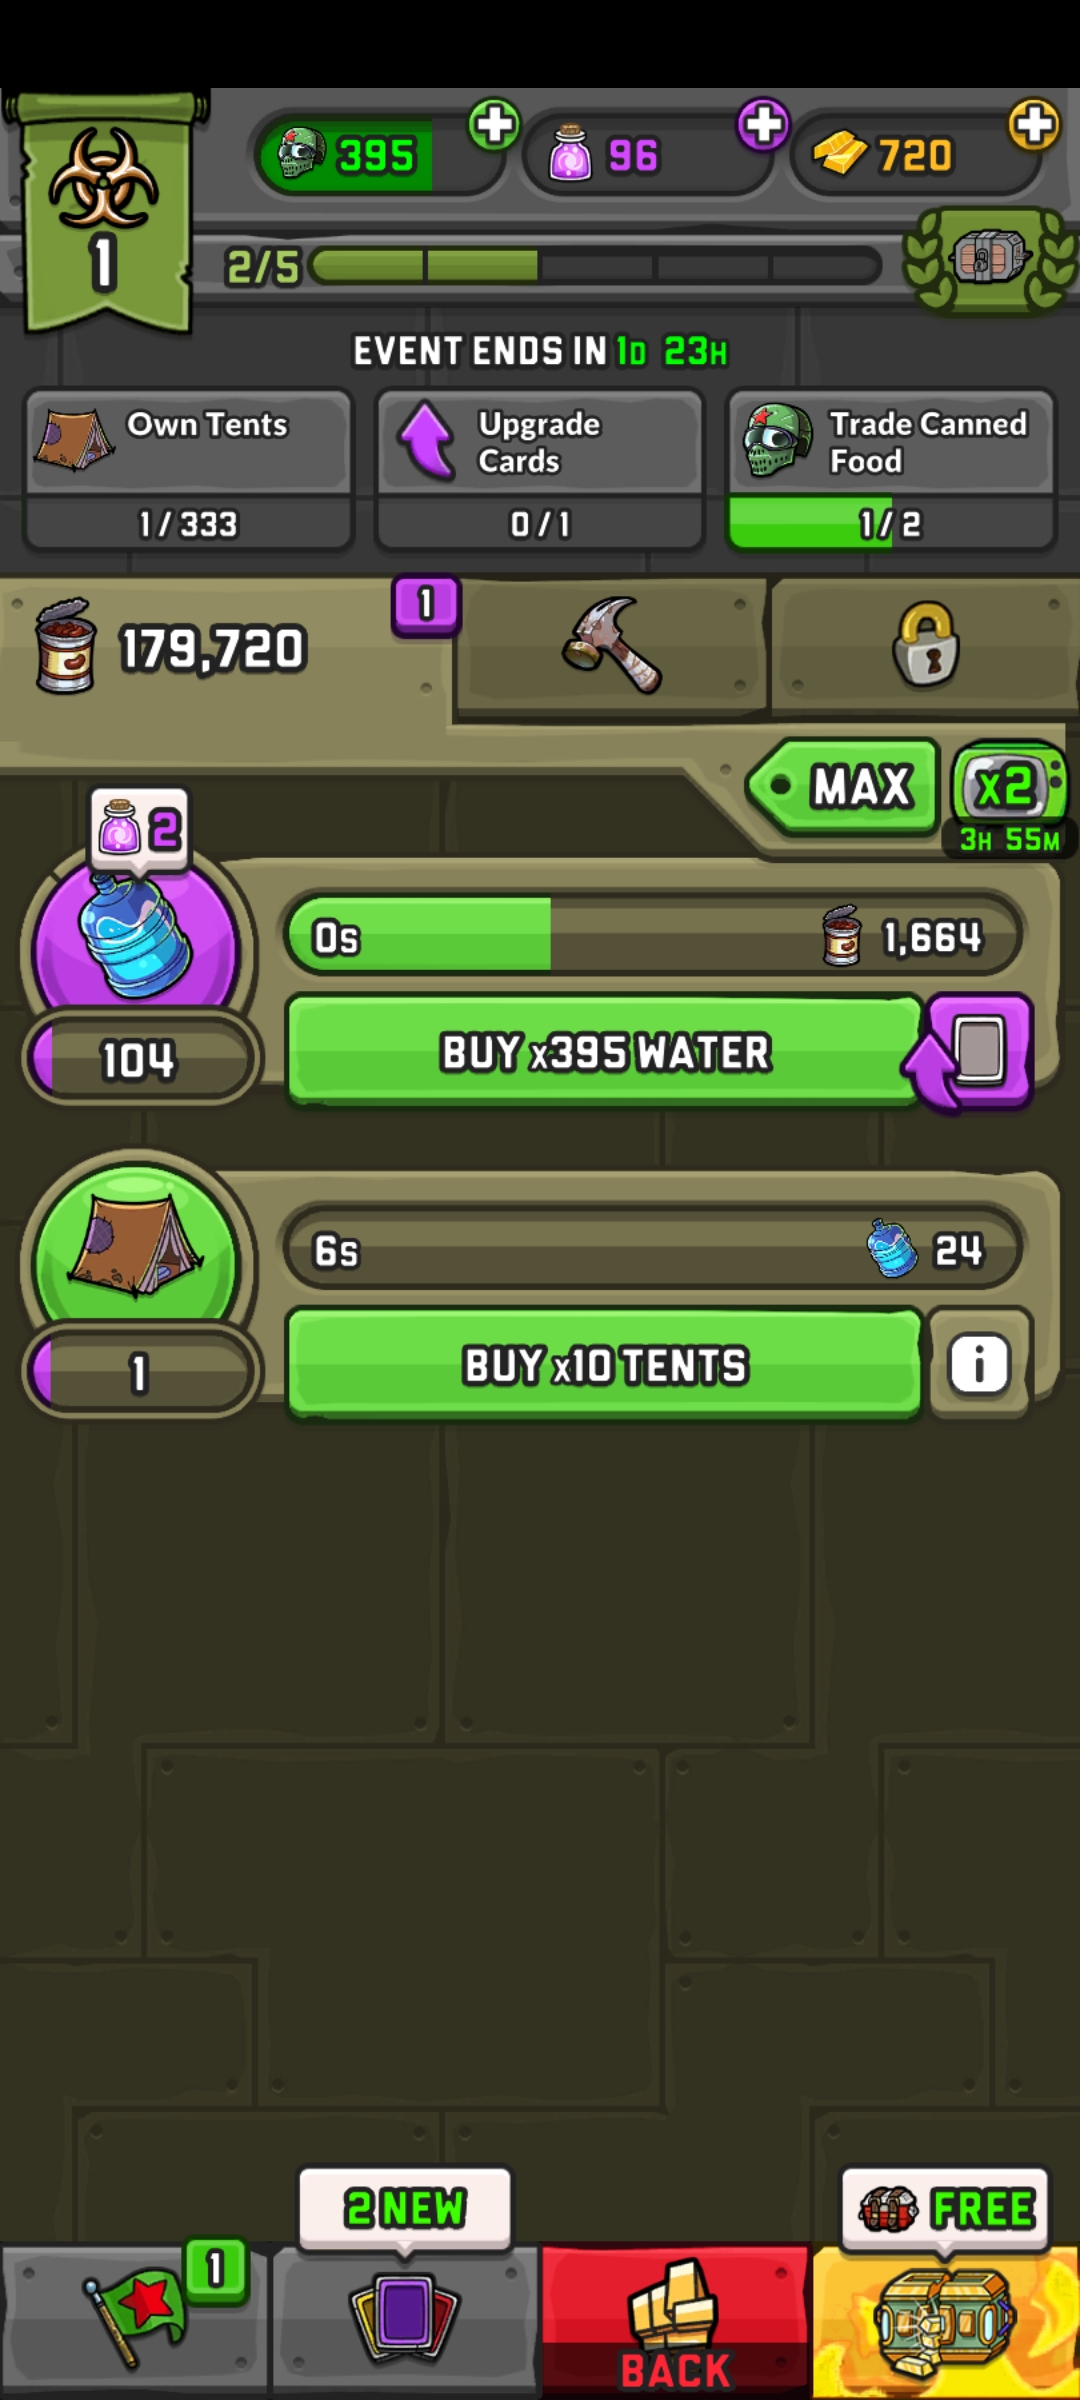 395
96
720
1
2/5
EVENT ENDS IN 1D 23H
Own Tents
1/333
Upgrade
Cards
0/1
Trade Canned
Food
1/2
179,720
1
MAX
x2
3H 55M
2
0s
1,664
104
BUY x395 WATER
6s
24
1
BUY x10 TENTS
i
2 NEW
FREE
1
BACK